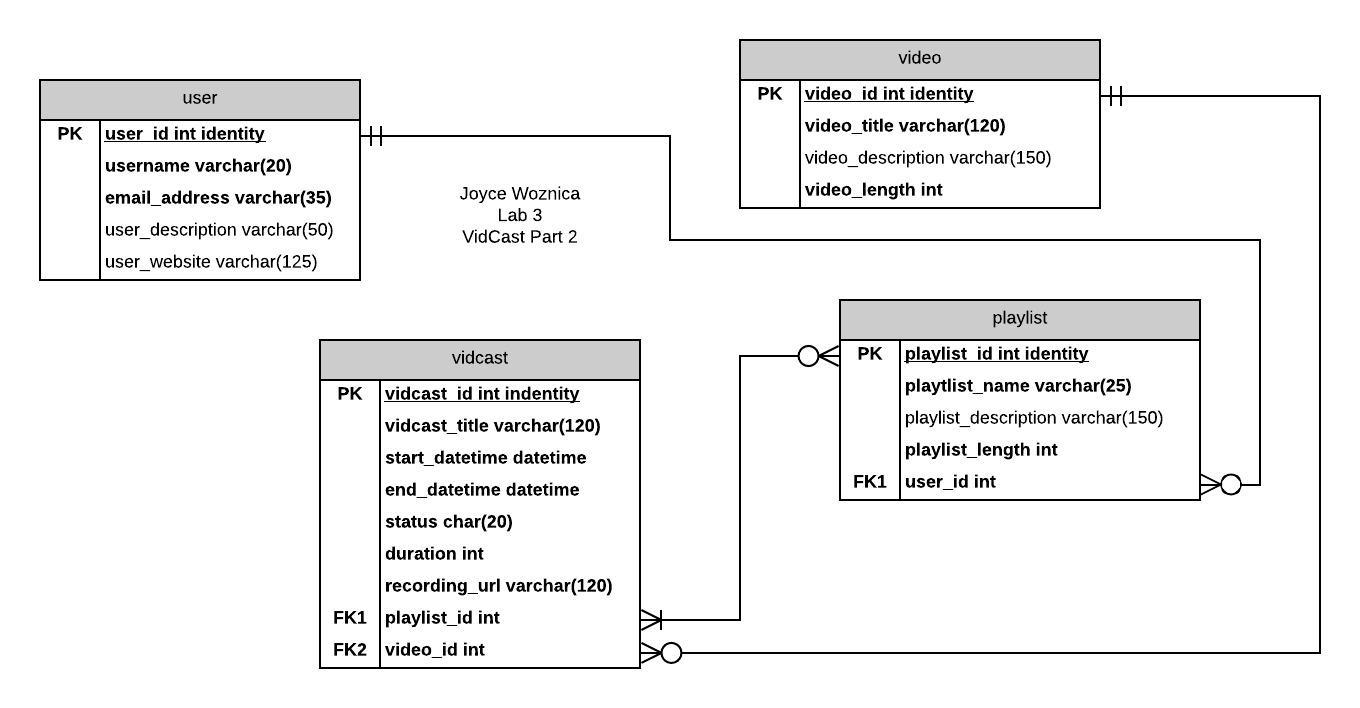 user
PK user_id int identity
username varchar(20)
email_address varchar(35)
user_description varchar(50)
user_website varchar(125)
Joyce Woznica
Lab 3
VidCast Part 2
video
PK video_id int identity
video_title varchar(120)
video_description varchar(150)
video_length int
vidcast
PK vidcast_id int indentity
vidcast_title varchar(120)
start_datetime datetime
end_datetime datetime
status char(20)
duration int
recording_url varchar(120)
FK1 playlist_id int
FK2 video_id int
playlist
PK playlist_id int identity
playtlist_name varchar(25)
playlist_description varchar(150)
playlist_length int
FK1 user_id int